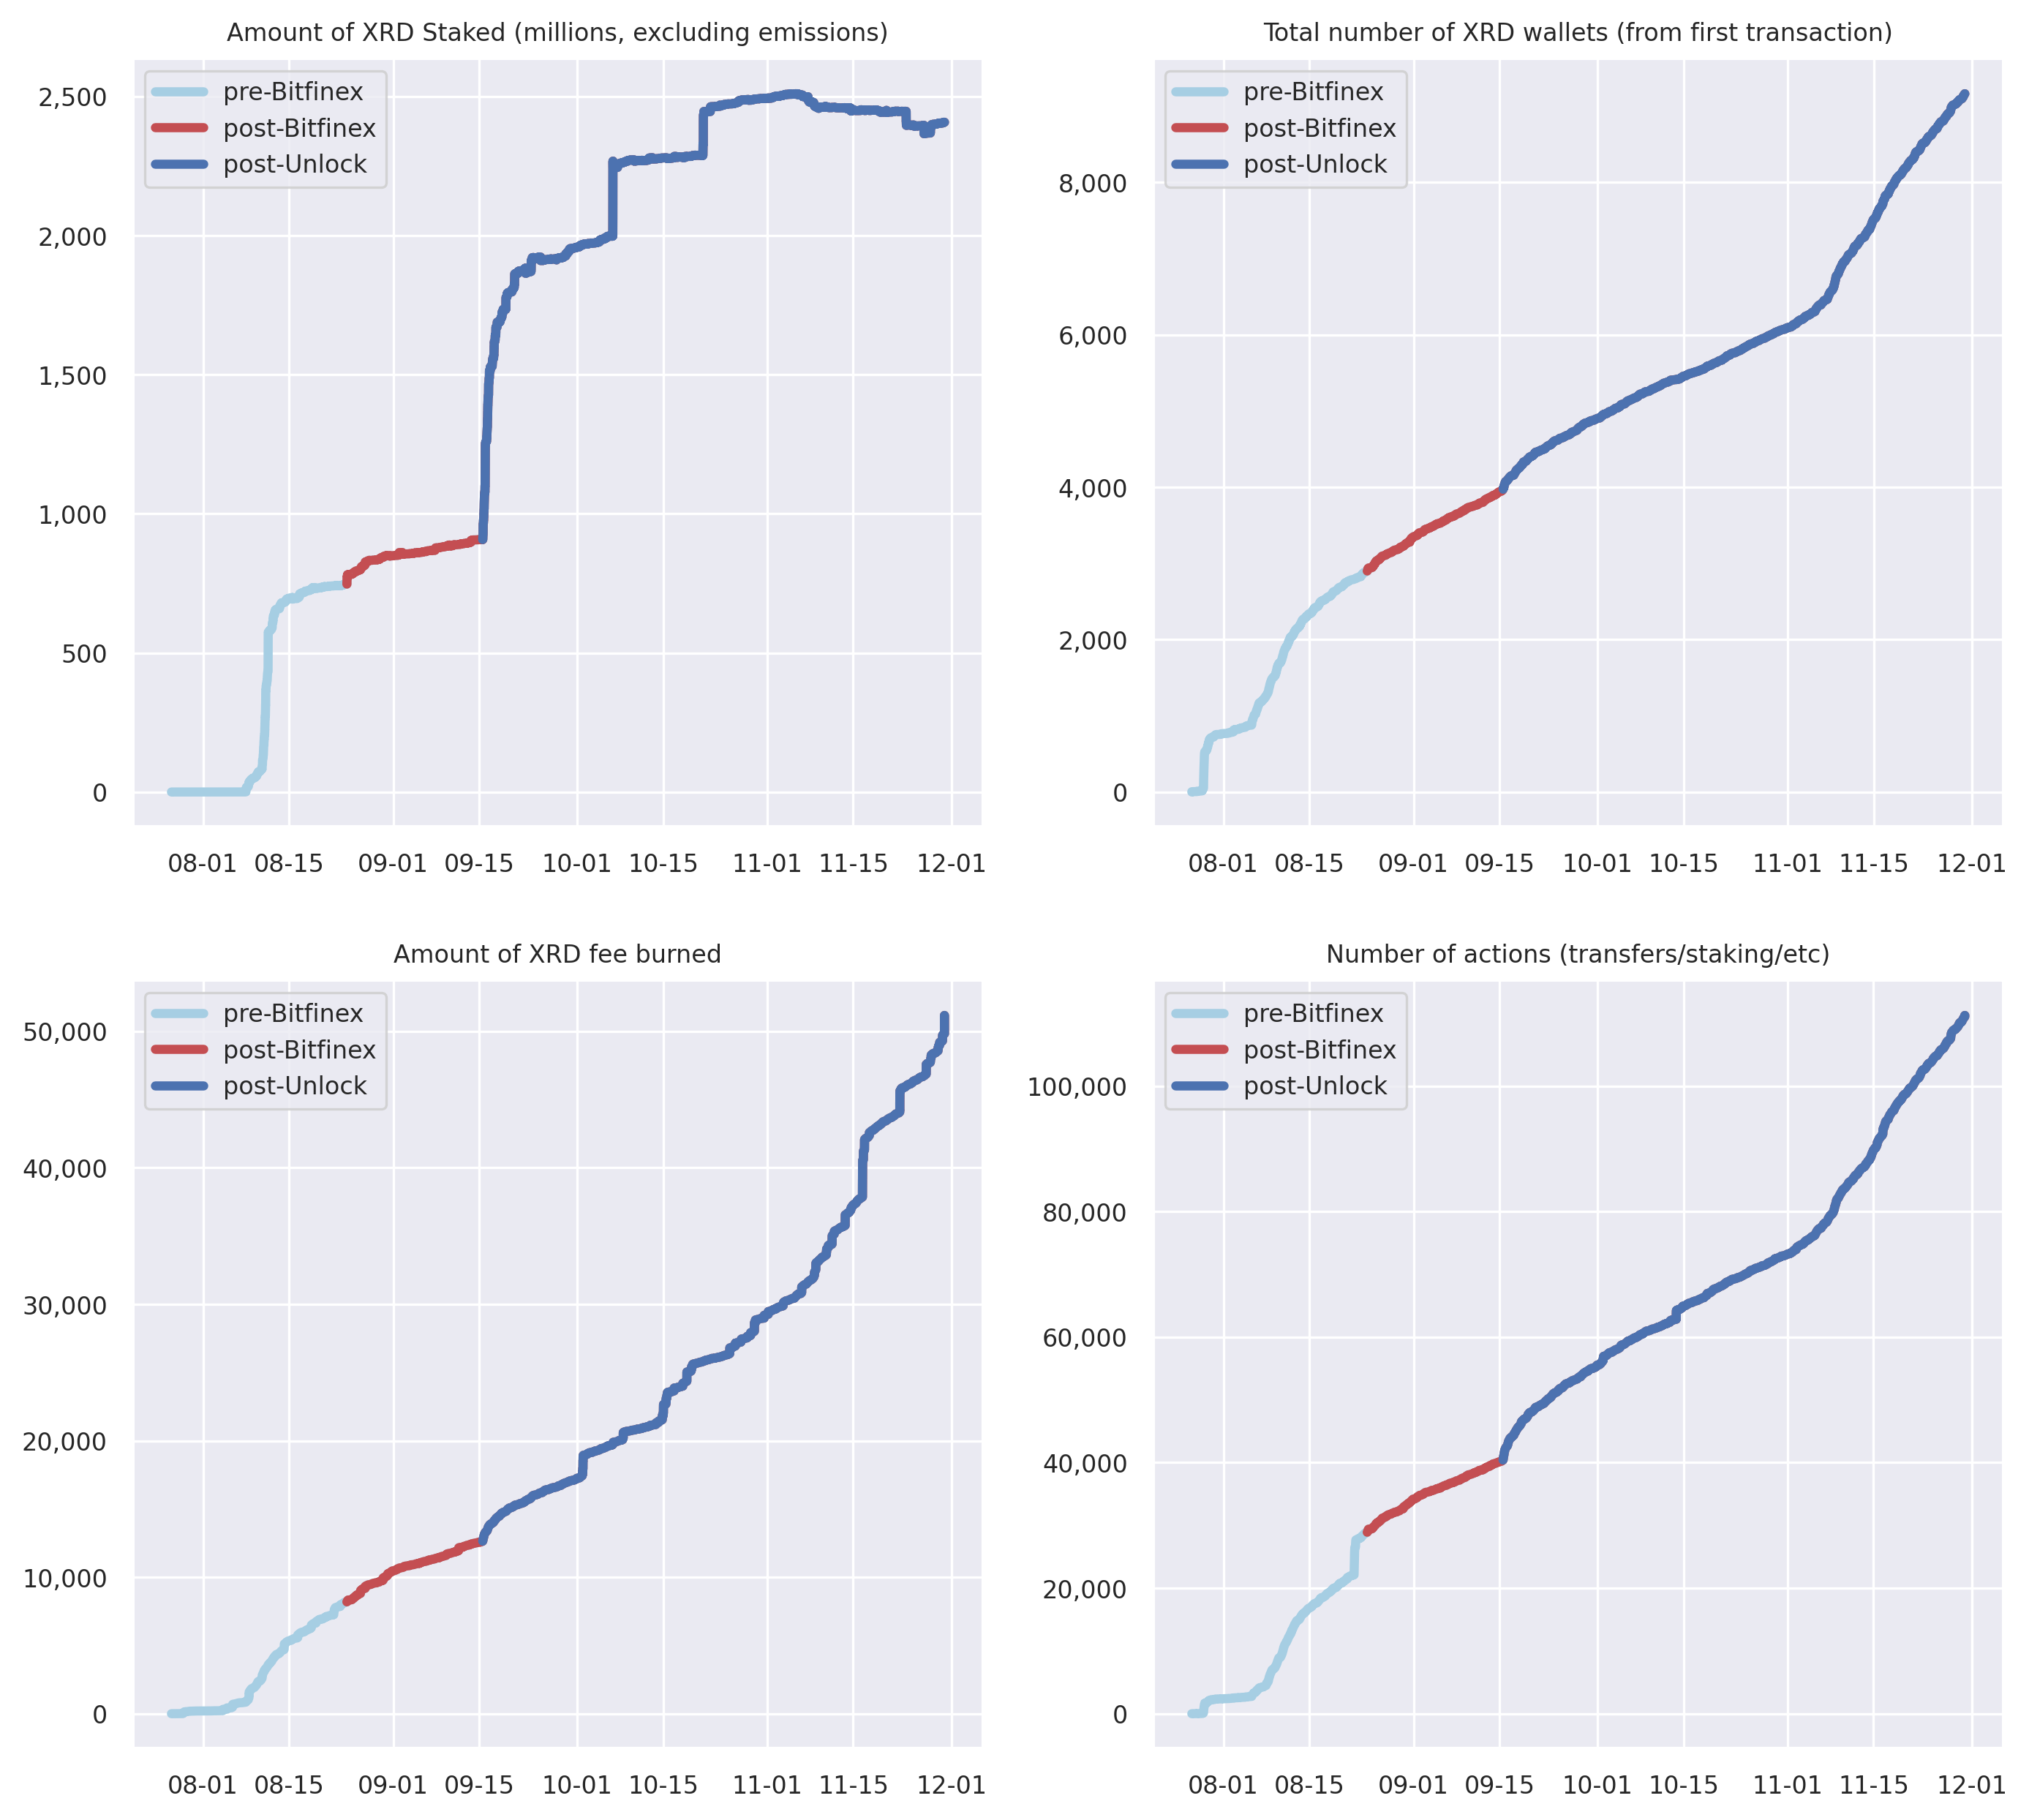 Amount of XRD Staked (millions, excluding emissions)
pre-Bitfinex
post-Bitfinex
post-Unlock
2,500
2,000
1,500
1,000
500
0
08-01 08-15 09-01 09-15 10-01 10-15 11-01 11-15 12-01
Total number of XRD wallets (from first transaction)
pre-Bitfinex
post-Bitfinex
post-Unlock
8,000
6,000
4,000
2,000
0
08-01 08-15 09-01 09-15 10-01 10-15 11-01 11-15 12-01
Amount of XRD fee burned
pre-Bitfinex
post-Bitfinex
post-Unlock
50,000
40,000
30,000
20,000
10,000
0
08-01 08-15 09-01 09-15 10-01 10-15 11-01 11-15 12-01
Number of actions (transfers/staking/etc)
pre-Bitfinex
post-Bitfinex
post-Unlock
100,000
80,000
60,000
40,000
20,000
0
08-01 08-15 09-01 09-15 10-01 10-15 11-01 11-15 12-01